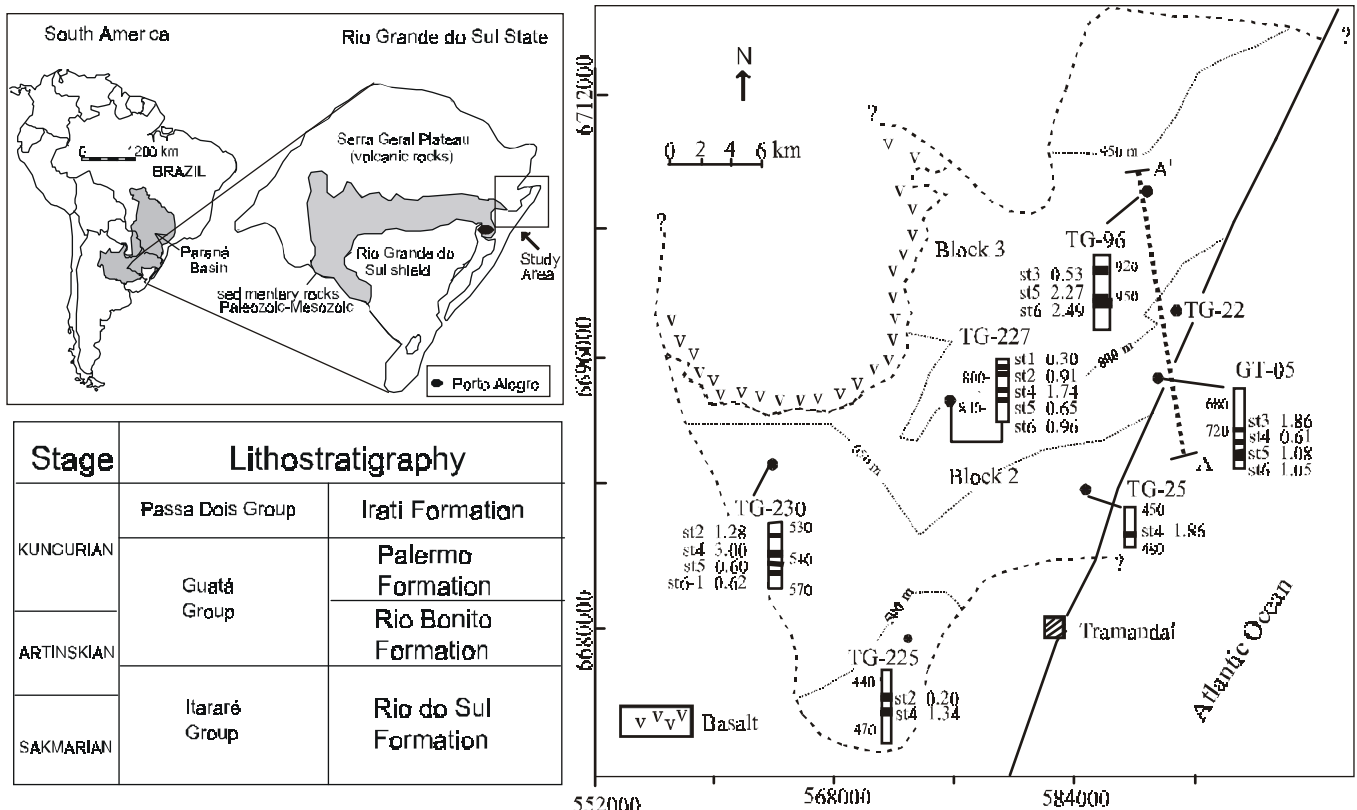 South America
Rio Grande do Sul State
Serra Geral Plateau
(volcanic rocks)
0 1200 km
BRAZIL
Paraná
Basin
Rio Grande do
Sul shield
Study
Area
sedimentary rocks
Paleozoic-Mesozoic
Porto Alegre
Stage
Lithostratigraphy
KUNGURIAN
Passa Dois Group
Irati Formation
Guatá
Group
Palermo
Formation
ARTINSKIAN
Rio Bonito
Formation
SAKMARIAN
Itararé
Group
Rio do Sul
Formation
N
0 2 4 6 km
?
?
?
?
6712000
6696000
6680000
552000
568000
584000
450 m
A'
Block 3
TG-96
st3 0.53
st5 2.27
st6 2.49
920
950
TG-22
800 m
TG-227
800
810
st1 0.30
st2 0.91
st4 1.74
st5 0.65
st6 0.96
GT-05
680
720
st3 1.86
st4 0.61
st5 1.08
st6 1.05
A
650 m
Block 2
TG-230
st2 1.28
st4 3.00
st5 0.60
st6-1 0.62
530
540
570
TG-25
450
st4 1.86
480
500 m
TG-225
440
st2 0.20
st4 1.34
470
Tramandaí
Atlantic Ocean
v v v v
Basalt